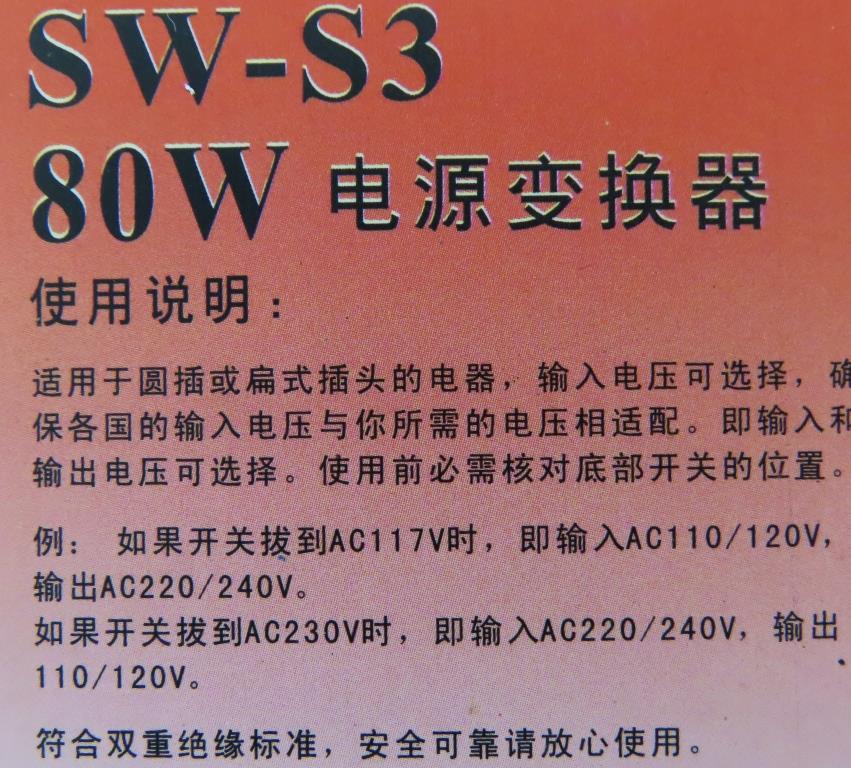 SW-S3
80W 电源变换器
使用说明：
适用于圆插或扁式插头的电器，输入电压可选择，确
保各国的输入电压与你所需的电压相适配。即输入和
输出电压可选择。使用前必需核对底部开关的位置。
例： 如果开关拔到AC117V时，即输入AC110/120V，
输出AC220/240V。
如果开关拔到AC230V时，即输入AC220/240V，输出
110/120V。
符合双重绝缘标准，安全可靠请放心使用。